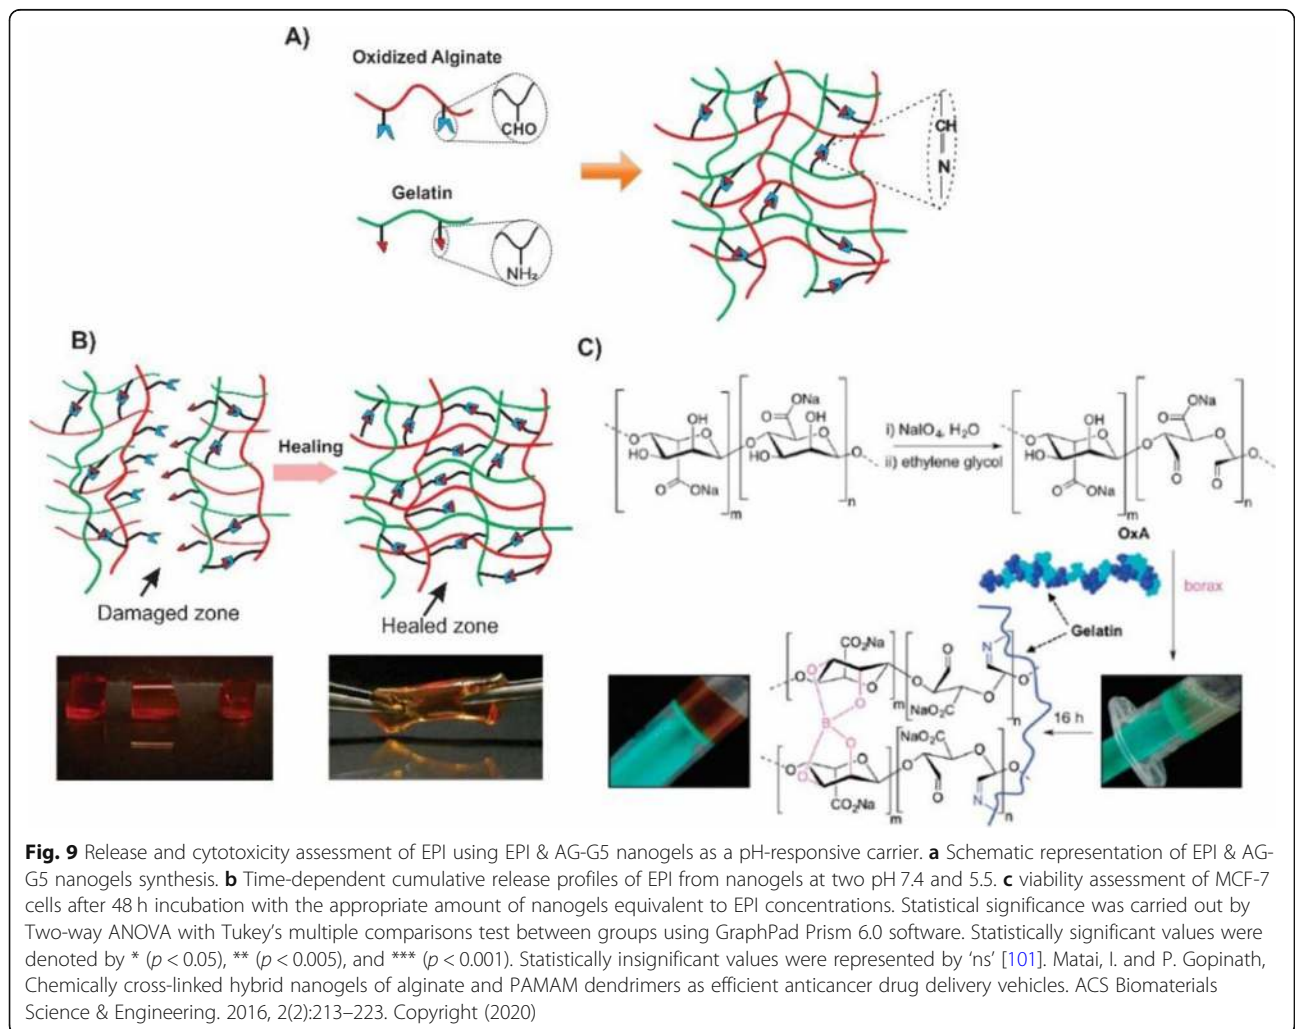 A)
Oxidized Alginate
CHO
Gelatin
NH₂
CH
N
B)
Healing
Damaged zone
Healed zone
C)
O
HO
OH
O
ONa
m
O
HO
O
ONa
OH
O
n
i) NaIO₄, H₂O
ii) ethylene glycol
O
HO
OH
O
ONa
m
O
O
ONa
O
O
O
O
n
OxA
borax
Gelatin
16 h
O
O
CO₂Na
O
B
m
O
O
NaO₂C
O
N
O
n
O
O
O
O
CO₂Na
m
O
NaO₂C
O
O
N
O
n
Fig. 9 Release and cytotoxicity assessment of EPI using EPI & AG-G5 nanogels as a pH-responsive carrier. a Schematic representation of EPI & AG-
G5 nanogels synthesis. b Time-dependent cumulative release profiles of EPI from nanogels at two pH 7.4 and 5.5. c viability assessment of MCF-7
cells after 48 h incubation with the appropriate amount of nanogels equivalent to EPI concentrations. Statistical significance was carried out by
Two-way ANOVA with Tukey’s multiple comparisons test between groups using GraphPad Prism 6.0 software. Statistically significant values were
denoted by * (p < 0.05), ** (p < 0.005), and *** (p < 0.001). Statistically insignificant values were represented by ‘ns’ [101]. Matai, I. and P. Gopinath,
Chemically cross-linked hybrid nanogels of alginate and PAMAM dendrimers as efficient anticancer drug delivery vehicles. ACS Biomaterials
Science & Engineering. 2016, 2(2):213–223. Copyright (2020)